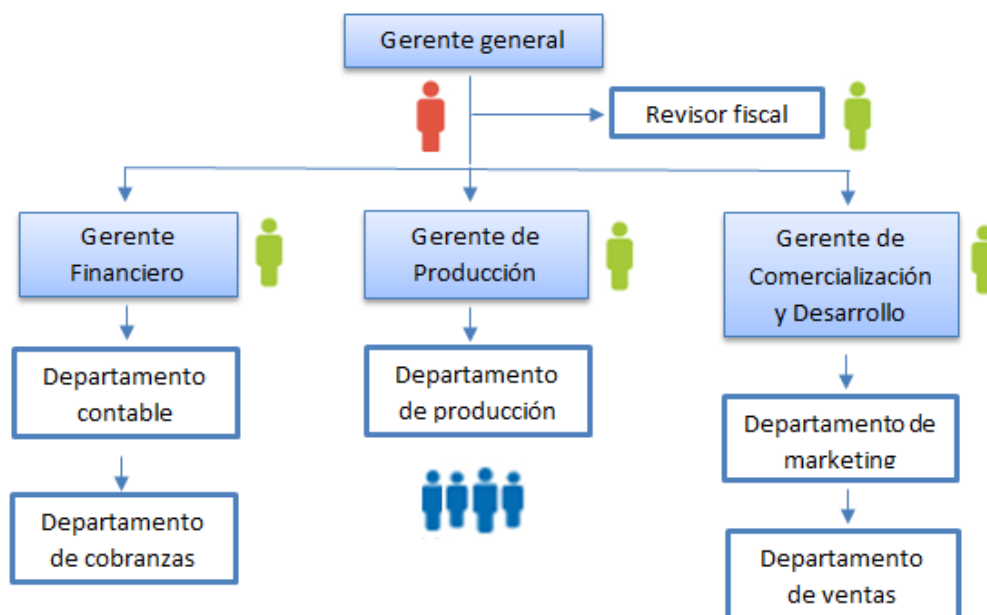 Gerente general
Revisor fiscal
Gerente
Financiero
Gerente de
Producción
Gerente de
Comercialización
y Desarrollo
Departamento
contable
Departamento
de producción
Departamento de
marketing
Departamento
de cobranzas
Departamento
de ventas